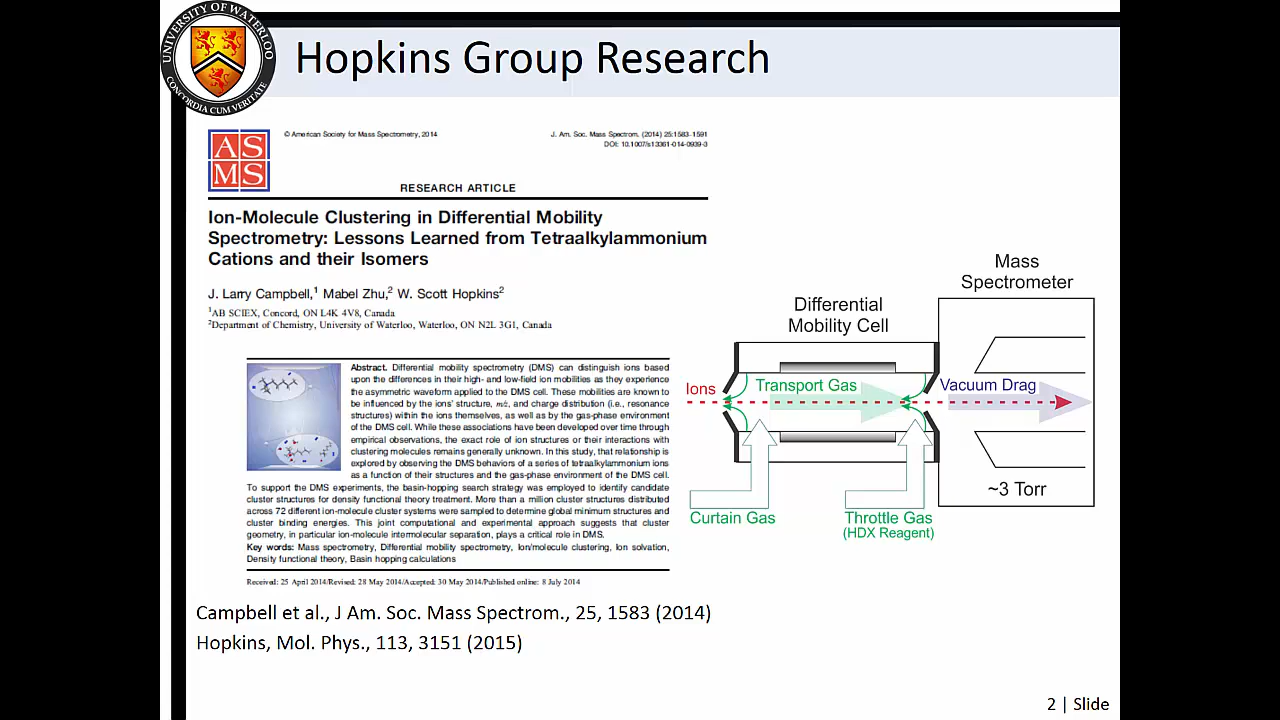 UNIVERSITY OF WATERLOO
CONCORDIA CUM VERITATE
Hopkins Group Research
AS
MS
© American Society for Mass Spectrometry, 2014
J. Am. Soc. Mass Spectrom. (2014) 25:1583-1591
DOI: 10.1007/s13361-014-0939-3
RESEARCH ARTICLE
Ion-Molecule Clustering in Differential Mobility
Spectrometry: Lessons Learned from Tetraalkylammonium
Cations and their Isomers
J. Larry Campbell,¹ Mabel Zhu,² W. Scott Hopkins²
¹AB SCIEX, Concord, ON L4K 4V8, Canada
²Department of Chemistry, University of Waterloo, Waterloo, ON N2L 3G1, Canada
Abstract. Differential mobility spectrometry (DMS) can distinguish ions based
upon the differences in their high- and low-field ion mobilities as they experience
the asymmetric waveform applied to the DMS cell. These mobilities are known to
be influenced by the ions' structure, m/z, and charge distribution (i.e., resonance
structures) within the ions themselves, as well as by the gas-phase environment
of the DMS cell. While these associations have been developed over time through
empirical observations, the exact role of ion structures or their interactions with
clustering molecules remains generally unknown. In this study, that relationship is
explored by observing the DMS behaviors of a series of tetraalkylammonium ions
as a function of their structures and the gas-phase environment of the DMS cell.
To support the DMS experiments, the basin-hopping search strategy was employed to identify candidate
cluster structures for density functional theory treatment. More than a million cluster structures distributed
across 72 different ion-molecule cluster systems were sampled to determine global minimum structures and
cluster binding energies. This joint computational and experimental approach suggests that cluster
geometry, in particular ion-molecule intermolecular separation, plays a critical role in DMS.
Key words: Mass spectrometry, Differential mobility spectrometry, Ion/molecule clustering, Ion solvation,
Density functional theory, Basin hopping calculations
Received: 25 April 2014/Revised: 28 May 2014/Accepted: 30 May 2014/Published online: 8 July 2014
Campbell et al., J Am. Soc. Mass Spectrom., 25, 1583 (2014)
Hopkins, Mol. Phys., 113, 3151 (2015)
Mass
Spectrometer
Differential
Mobility Cell
Ions
Transport Gas
Vacuum Drag
~3 Torr
Curtain Gas
Throttle Gas
(HDX Reagent)
2 | Slide